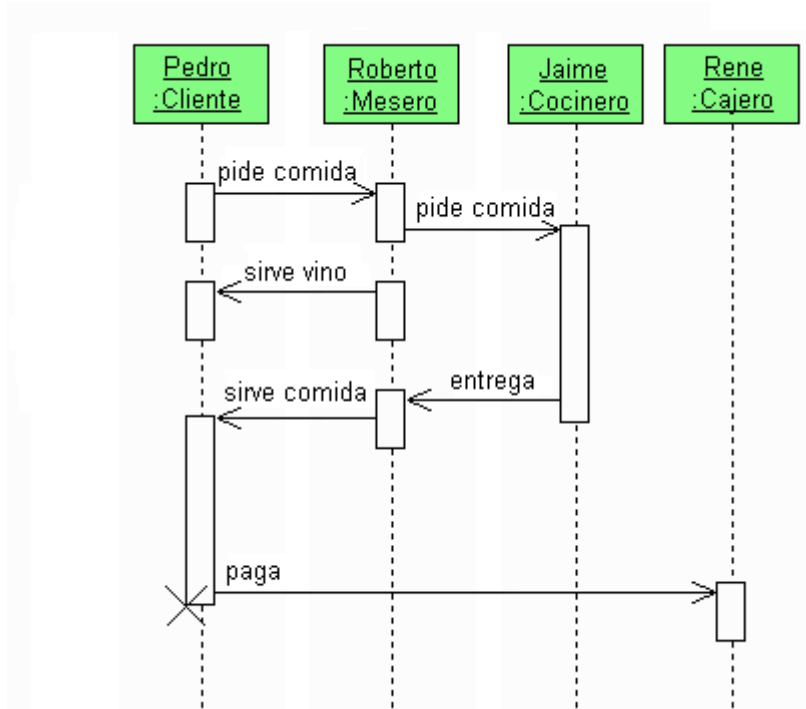 Pedro
:Cliente
Roberto
:Mesero
Jaime
:Cocinero
Rene
:Cajero
pide comida
pide comida
sirve vino
entrega
sirve comida
paga